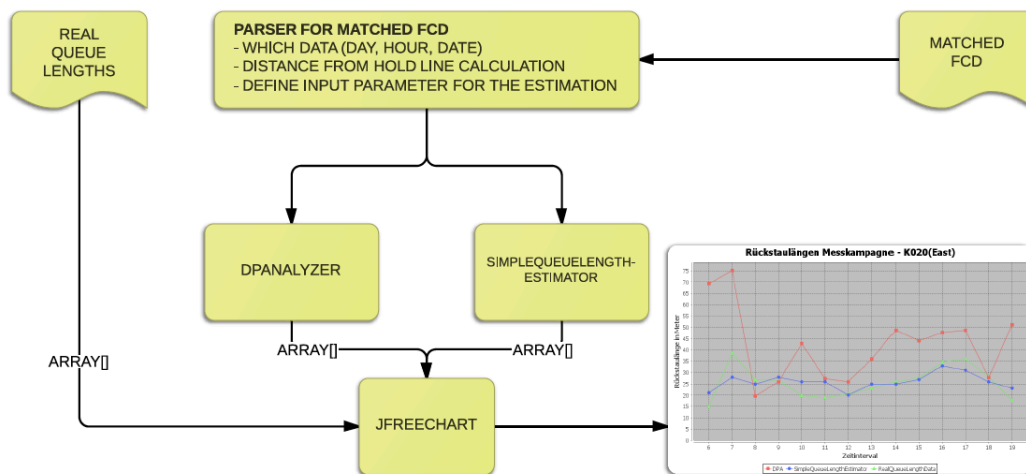 REAL
QUEUE
LENGTHS
PARSER FOR MATCHED FCD
- WHICH DATA (DAY, HOUR, DATE)
- DISTANCE FROM HOLD LINE CALCULATION
- DEFINE INPUT PARAMETER FOR THE ESTIMATION
MATCHED
FCD
DPANALYZER
SIMPLEQUEUELENGTH-
ESTIMATOR
ARRAY[]
ARRAY[]
ARRAY[]
JFREECHART
Rückstaulängen Messkampagne - K020(East)
Rückstaulänge in Meter
75
70
65
60
55
50
45
40
35
30
25
20
15
10
5
0
6 7 8 9 10 11 12 13 14 15 16 17 18 19
Zeitinterval
DPA SimpleQueueLengthEstimator RealQueueLengthData